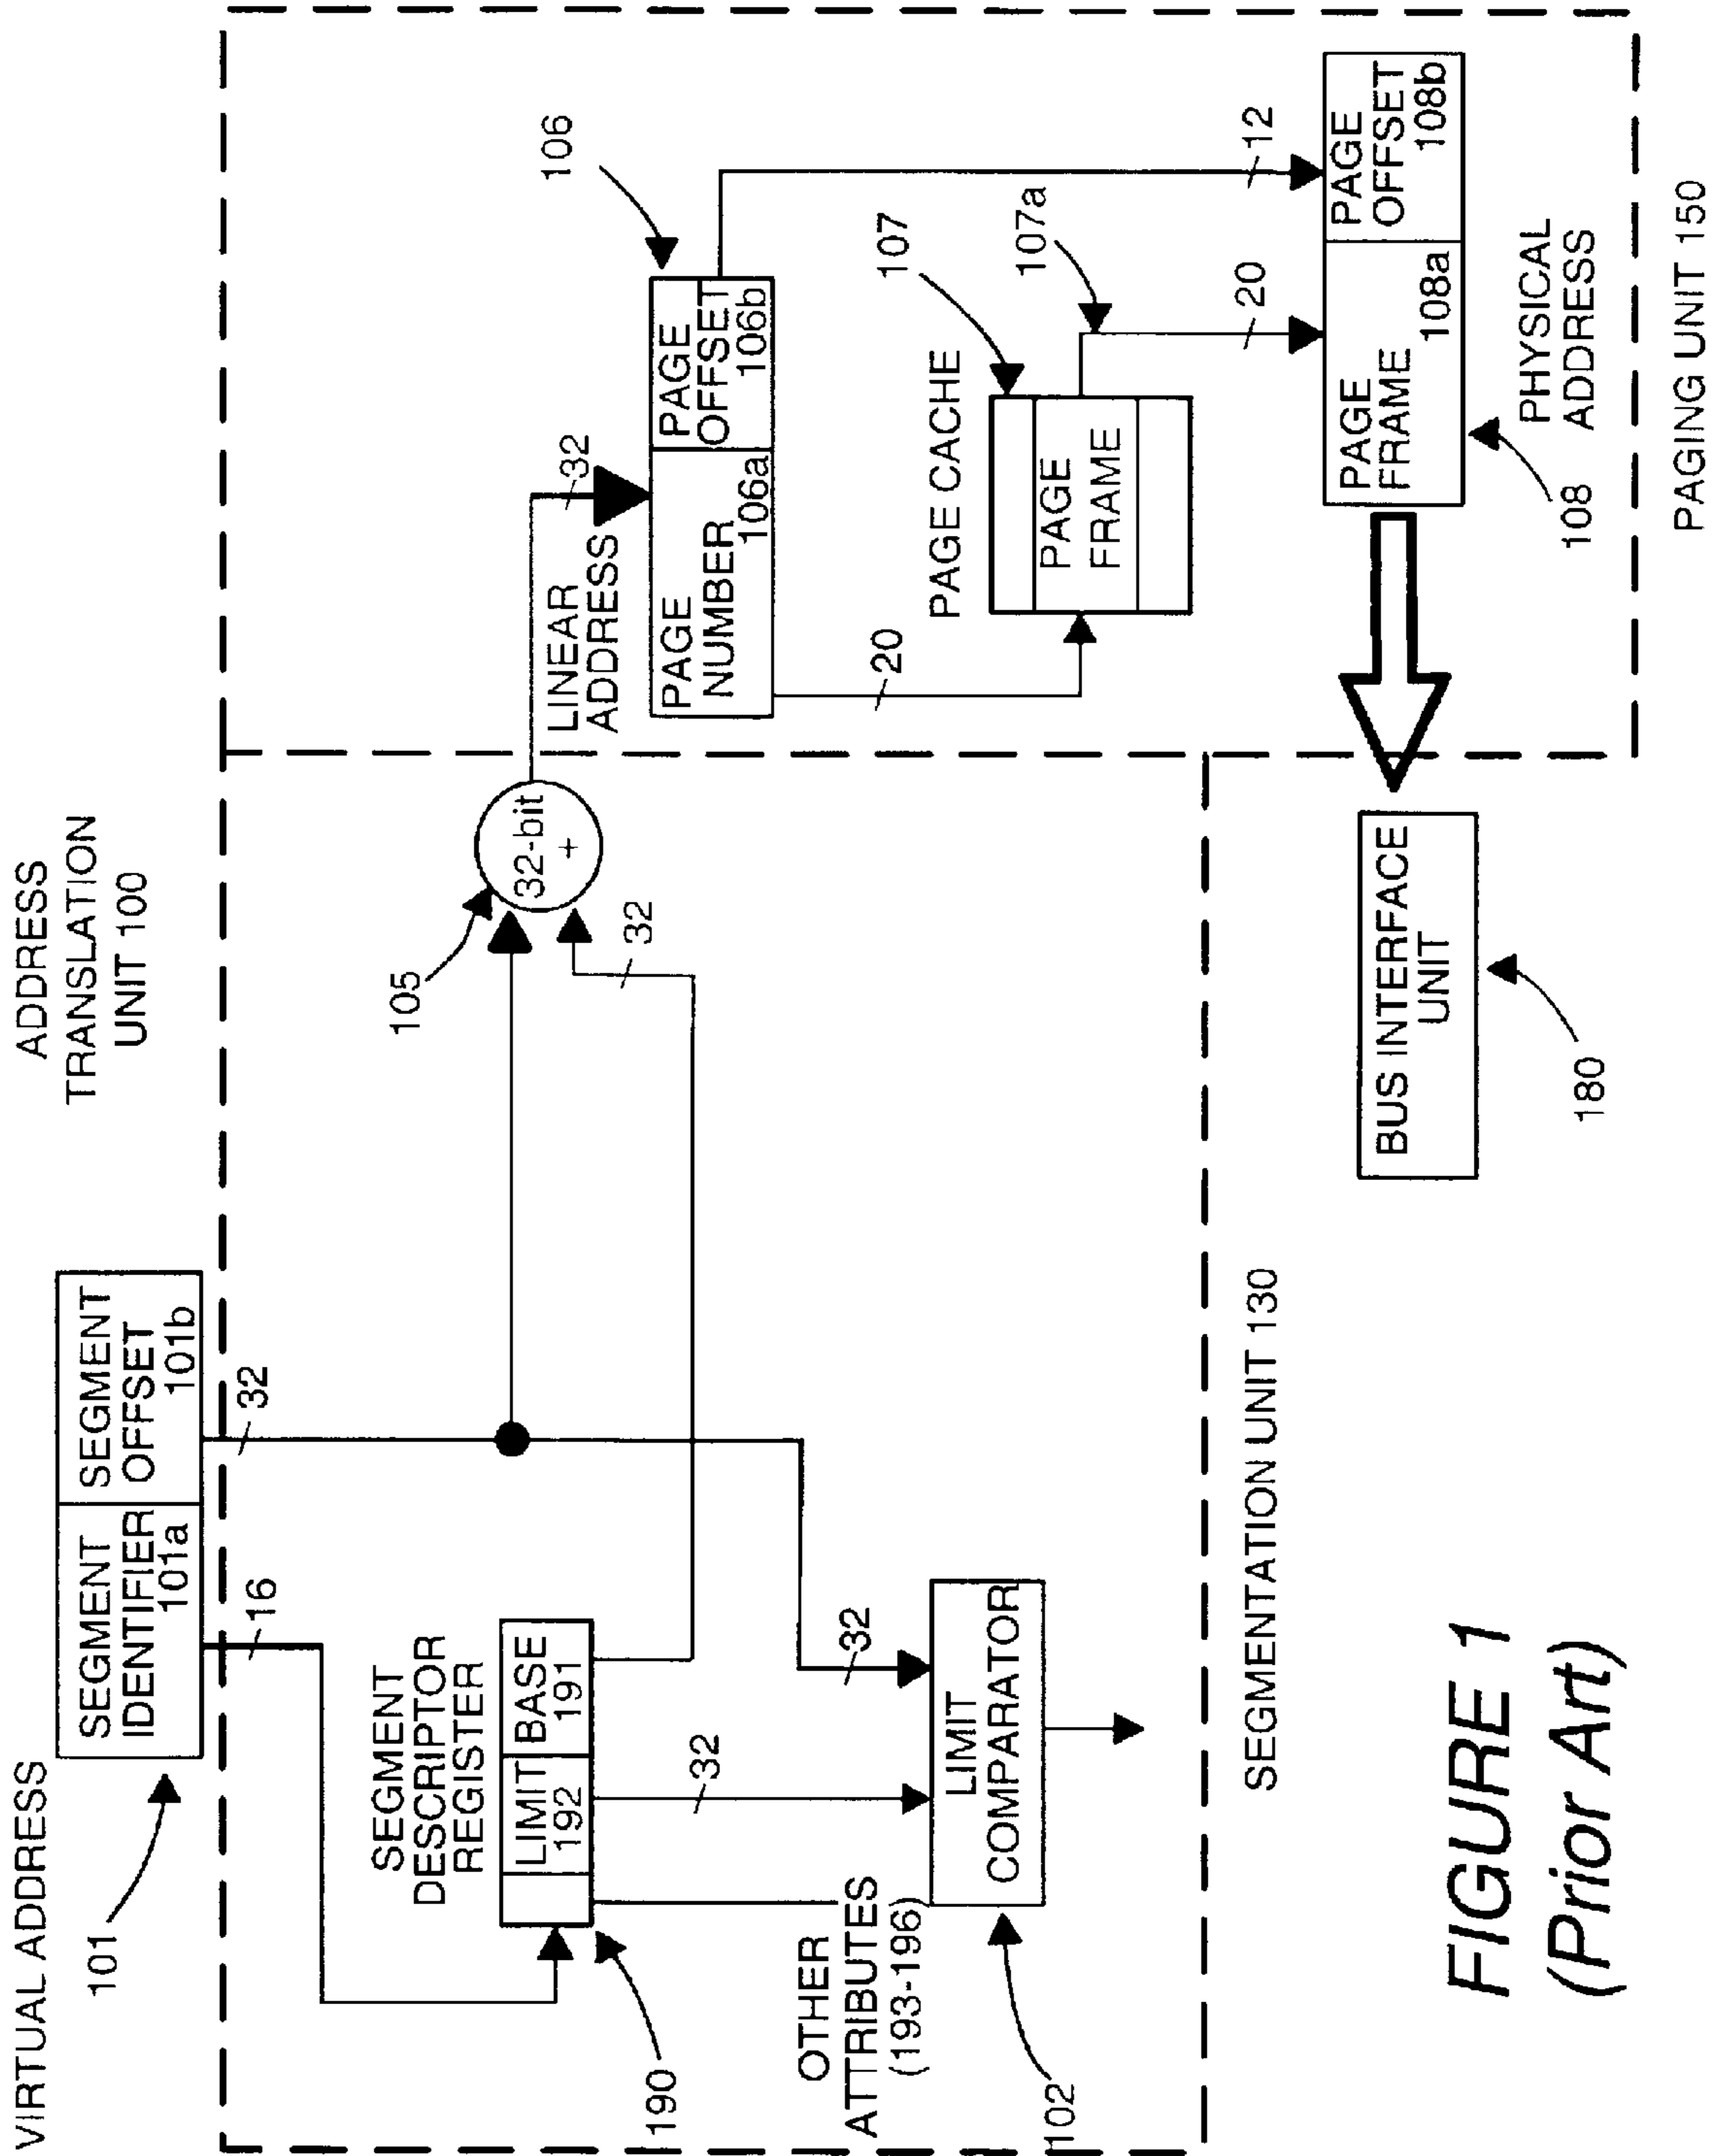 VIRTUAL ADDRESS
101
SEGMENT
IDENTIFIER
101a
SEGMENT
OFFSET
101b
ADDRESS
TRANSLATION
UNIT 100
16
32
SEGMENT
DESCRIPTOR
REGISTER
LIMIT
192
BASE
191
190
32
32
OTHER
ATTRIBUTES
(193-196)
LIMIT
COMPARATOR
102
105
32-bit
+
32
SEGMENTATION UNIT 130
LINEAR
ADDRESS
32
106
PAGE
NUMBER
106a
PAGE
OFFSET
106b
20
PAGE CACHE
107
PAGE
FRAME
107a
20
12
PAGE
FRAME
108a
PAGE
OFFSET
108b
108
PHYSICAL
ADDRESS
PAGING UNIT 150
BUS INTERFACE
UNIT
180
FIGURE 1
(Prior Art)